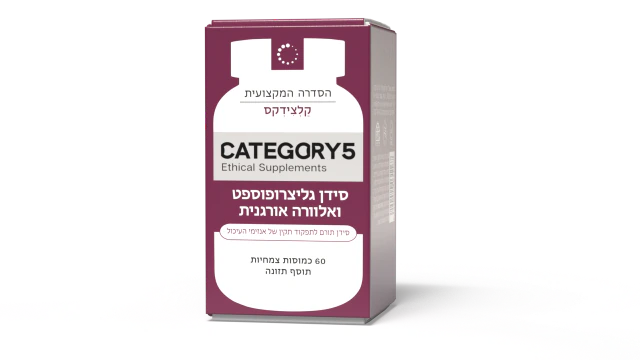 הסדרה המקצועית
קלצידקס
CATEGORY5
Ethical Supplements
סידן גליצרופוספט
ואלוורה אורגנית
סידן תורם לתפקוד תקין של אנזימי העיכול
60 כמוסות צמחיות
תוסף תזונה